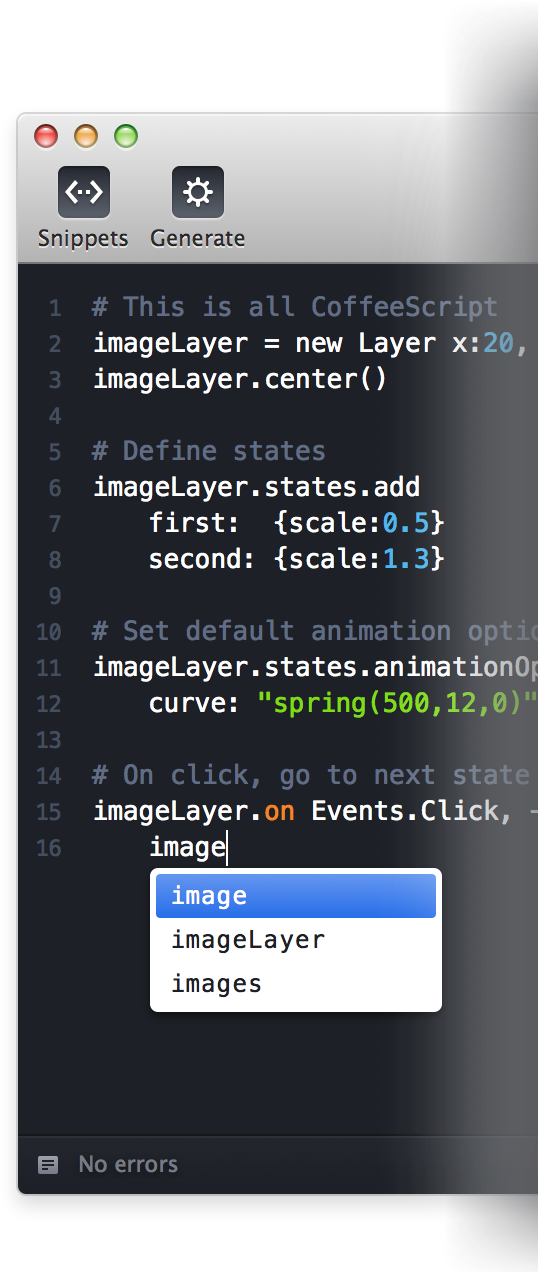 Snippets Generate
1 # This is all CoffeeScript
2 imageLayer = new Layer x:20,
3 imageLayer.center()
4
5 # Define states
6 imageLayer.states.add
7 first: {scale:0.5}
8 second: {scale:1.3}
9
10 # Set default animation optio
11 imageLayer.states.animationOp
12 curve: "spring(500,12,0)"
13
14 # On click, go to next state
15 imageLayer.on Events.Click, -
16 image
image
imageLayer
images
No errors